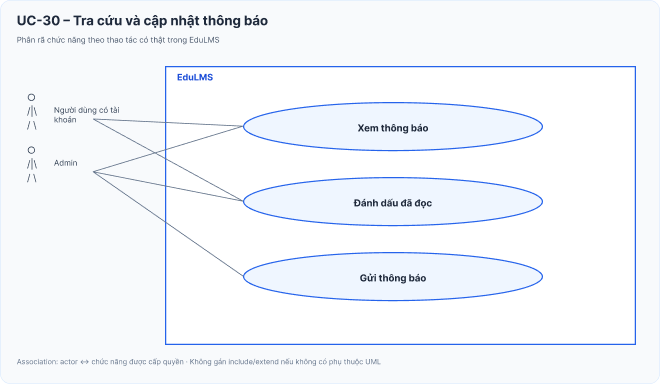 UC-30 – Tra cứu và cập nhật thông báo
Phân rã chức năng theo thao tác có thật trong EduLMS
EduLMS
Người dùng có tài
khoản
Xem thông báo
Admin
Đánh dấu đã đọc
Gửi thông báo
Association: actor ↔ chức năng được cấp quyền · Không gán include/extend nếu không có phụ thuộc UML